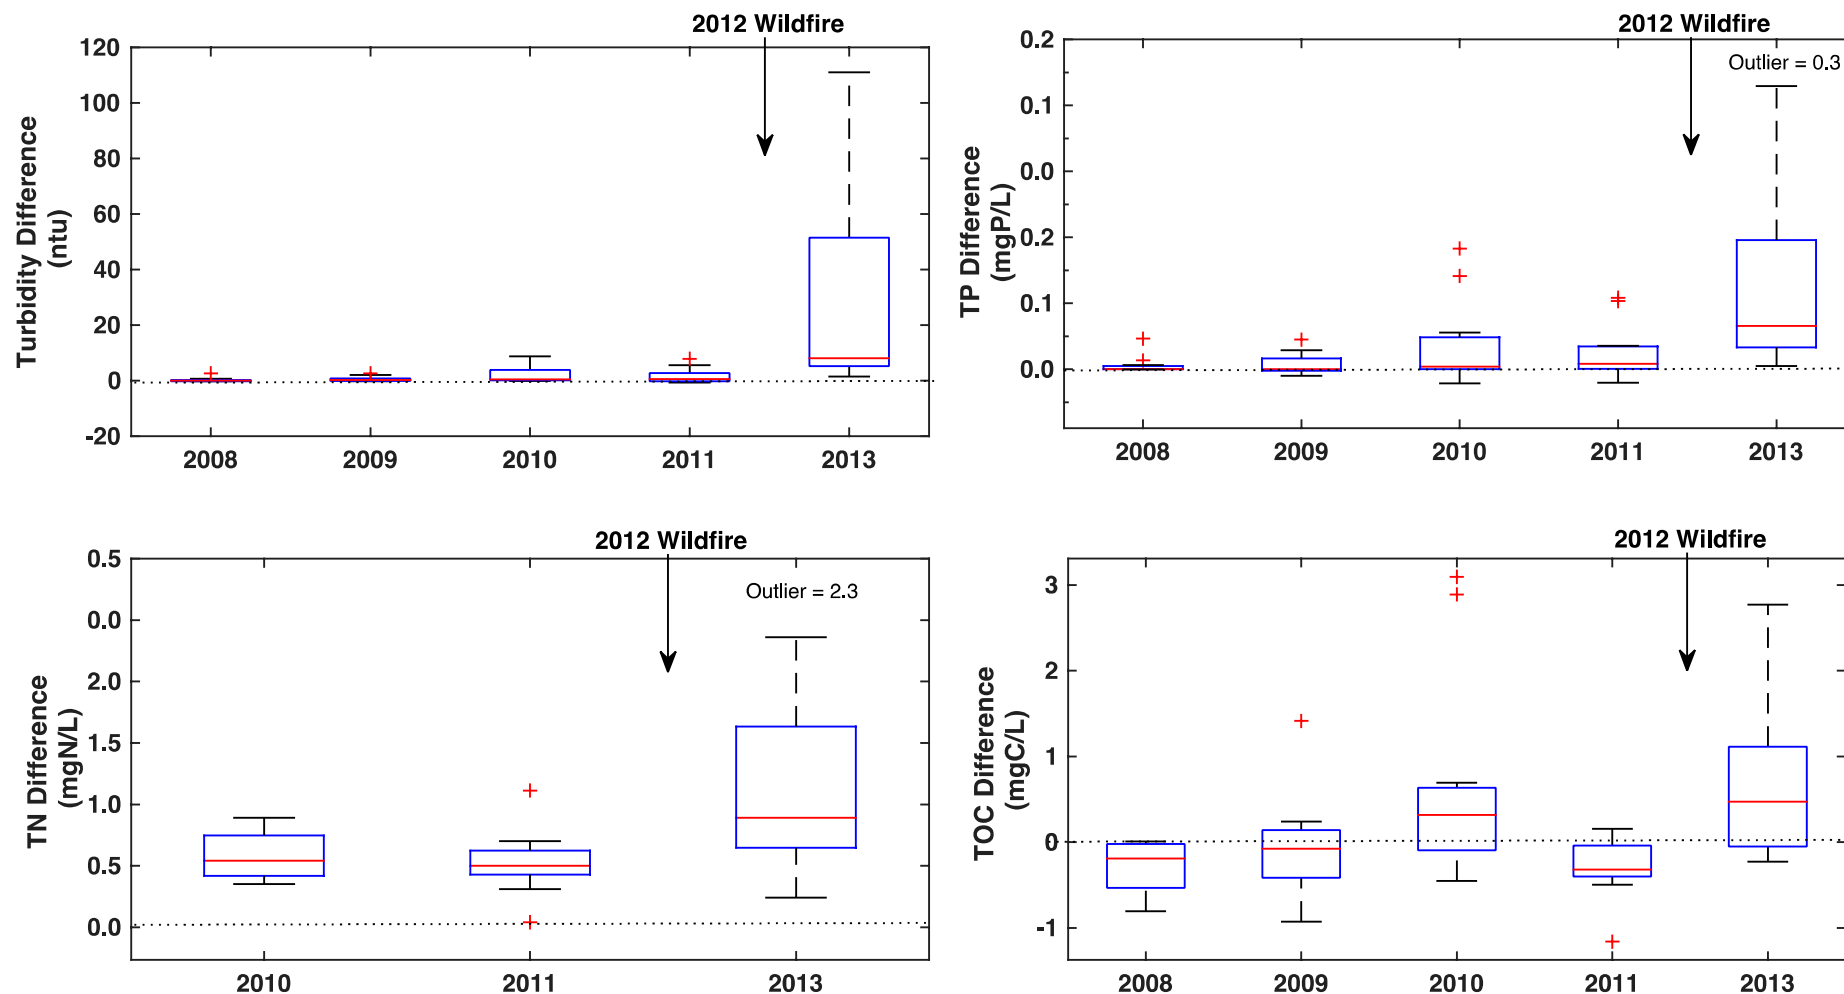 2012 Wildfire
120
100
80
60
40
20
0
-20
Turbidity Difference
(ntu)
2008 2009 2010 2011 2013
2012 Wildfire
Outlier = 0.3
0.2
0.1
0.0
0.2
0.1
0.0
TP Difference
(mgP/L)
2008 2009 2010 2011 2013
2012 Wildfire
Outlier = 2.3
0.5
0.0
2.0
1.5
1.0
0.5
0.0
TN Difference
(mgN/L)
2010 2011 2013
2012 Wildfire
3
2
1
0
-1
TOC Difference
(mgC/L)
2008 2009 2010 2011 2013